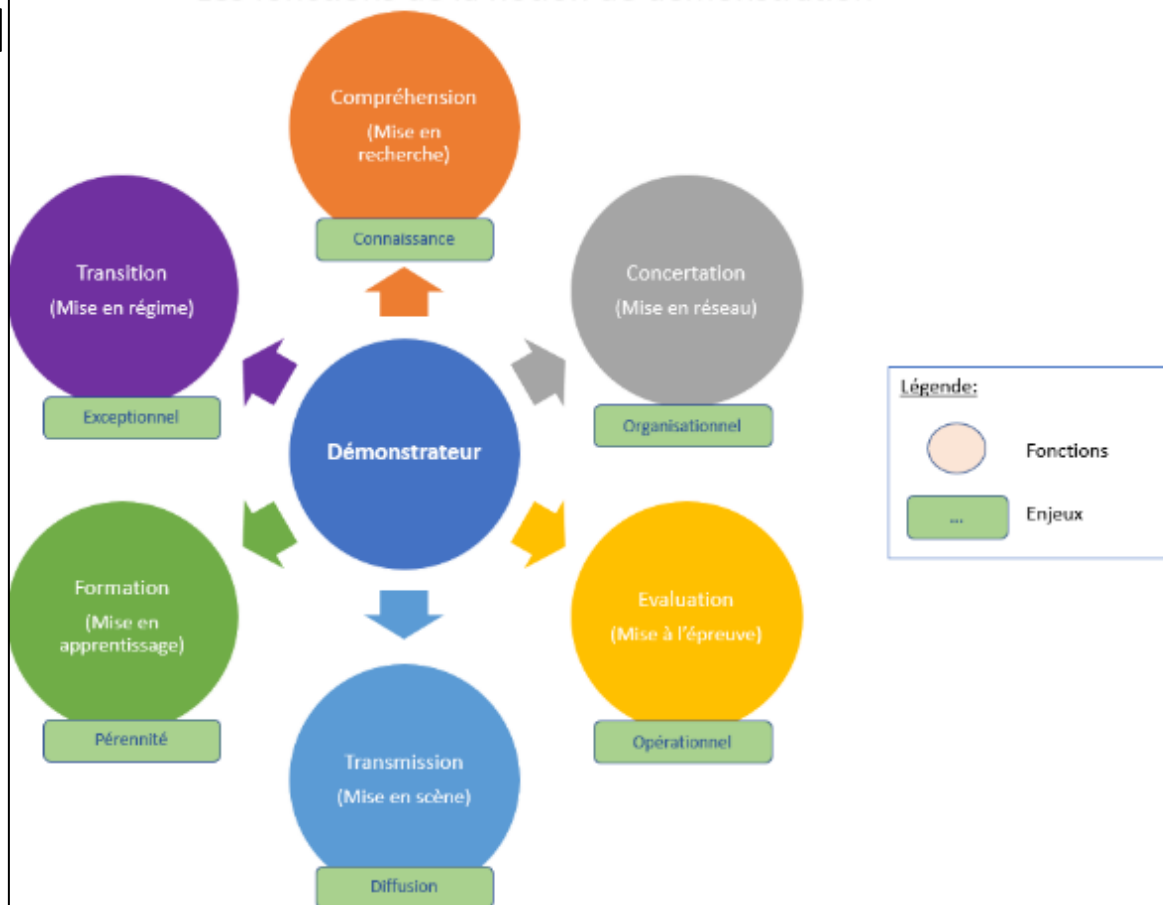 Compréhension
(Mise en
recherche)
Connaissance
Transition
(Mise en régime)
Exceptionnel
Concertation
(Mise en réseau)
Organisationnel
Démonstrateur
Légende:
Fonctions
...
Enjeux
Formation
(Mise en
apprentissage)
Pérennité
Evaluation
(Mise à l'épreuve)
Opérationnel
Transmission
(Mise en scène)
Diffusion